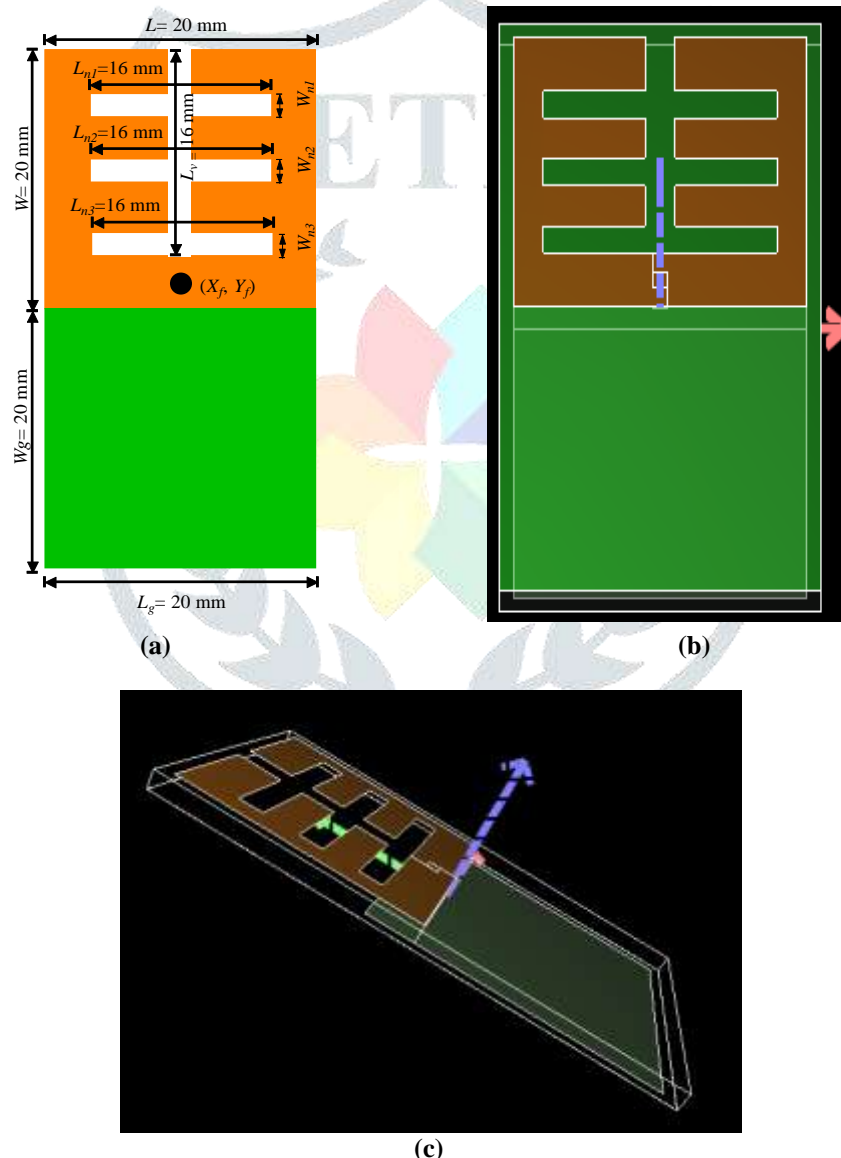 L= 20 mm
Ln1=16 mm
Wn1
Ln2=16 mm
Lv = 16 mm
Wn2
W= 20 mm
Ln3=16 mm
Wn3
(Xf, Yf)
Wg= 20 mm
Lg= 20 mm
(a)
(b)
(c)
ETI